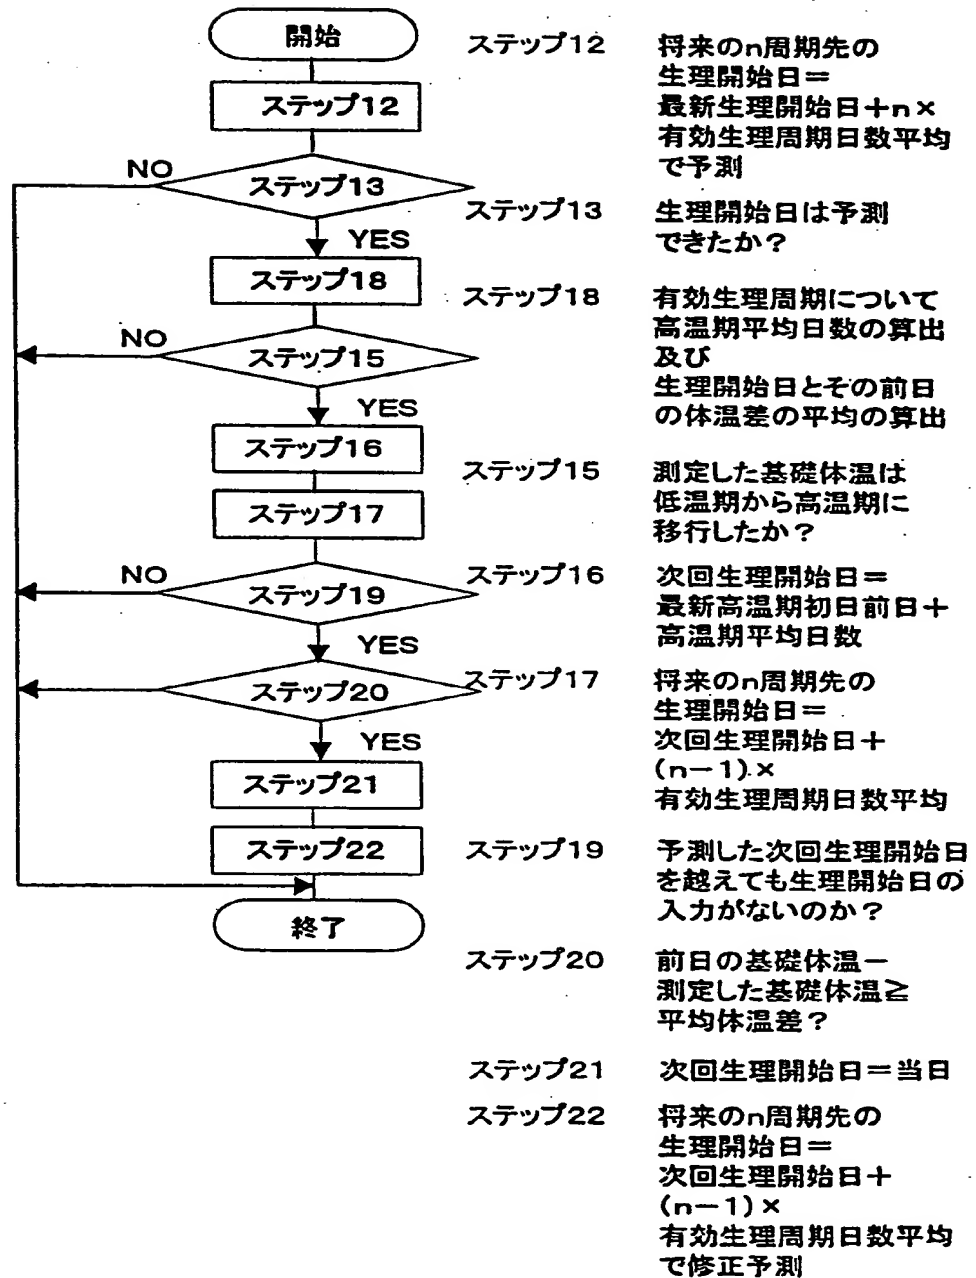 開始
ステップ12
NO
ステップ13
YES
ステップ18
NO
ステップ15
YES
ステップ16
ステップ17
NO
ステップ19
YES
ステップ20
YES
ステップ21
ステップ22
終了
ステップ12 将来のn周期先の
生理開始日＝
最新生理開始日＋n×
有効生理周期日数平均
で予測
ステップ13 生理開始日は予測
できたか？
ステップ18 有効生理周期について
高温期平均日数の算出
及び
生理開始日とその前日
の体温差の平均の算出
ステップ15 測定した基礎体温は
低温期から高温期に
移行したか？
ステップ16 次回生理開始日＝
最新高温期初日前日＋
高温期平均日数
ステップ17 将来のn周期先の
生理開始日＝
次回生理開始日＋
(n－1)×
有効生理周期日数平均
ステップ19 予測した次回生理開始日
を越えても生理開始日の
入力がないのか？
ステップ20 前日の基礎体温－
測定した基礎体温≧
平均体温差？
ステップ21 次回生理開始日＝当日
ステップ22 将来のn周期先の
生理開始日＝
次回生理開始日＋
(n－1)×
有効生理周期日数平均
で修正予測